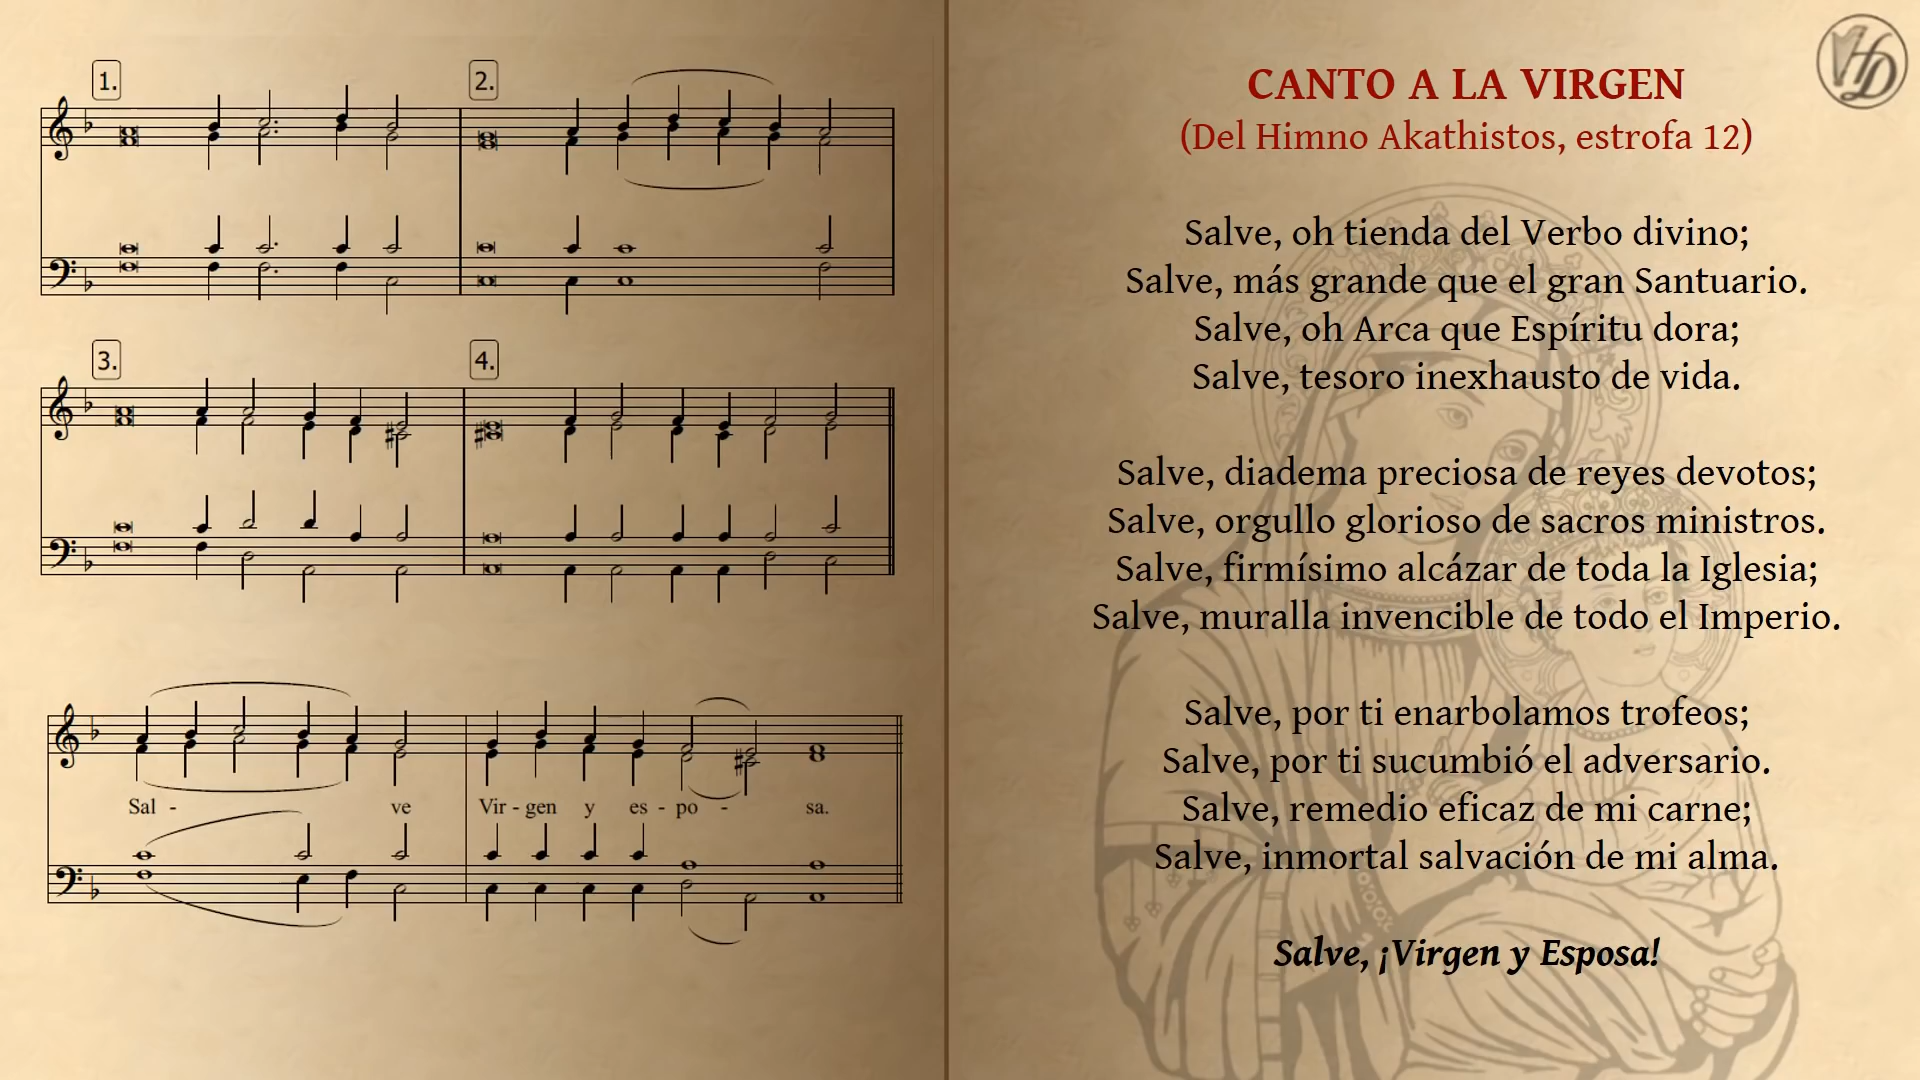 1.
2.
3.
4.
Sal - ve Vir - gen y es - po - sa.
CANTO A LA VIRGEN
(Del Himno Akathistos, estrofa 12)
Salve, oh tienda del Verbo divino;
Salve, más grande que el gran Santuario.
Salve, oh Arca que Espíritu dora;
Salve, tesoro inexhausto de vida.
Salve, diadema preciosa de reyes devotos;
Salve, orgullo glorioso de sacros ministros.
Salve, firmísimo alcázar de toda la Iglesia;
Salve, muralla invencible de todo el Imperio.
Salve, por ti enarbolamos trofeos;
Salve, por ti sucumbió el adversario.
Salve, remedio eficaz de mi carne;
Salve, inmortal salvación de mi alma.
Salve, ¡Virgen y Esposa!
HD